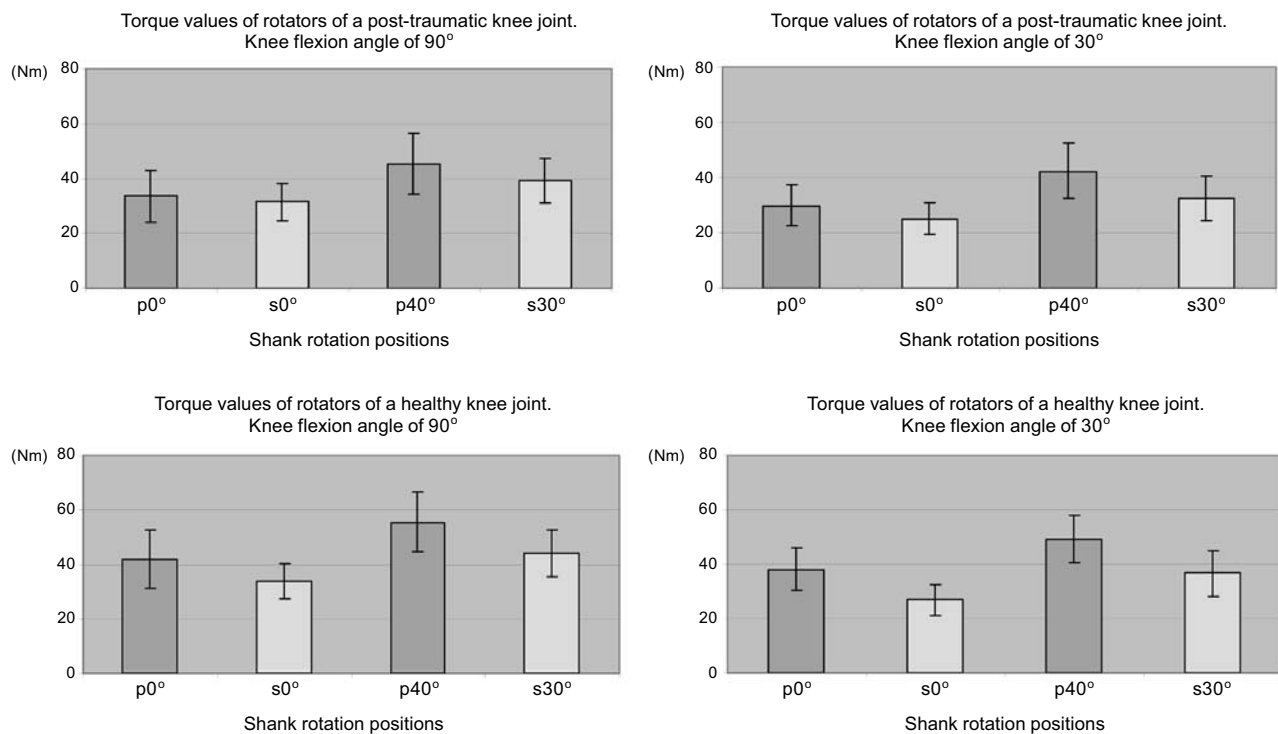 Torque values of rotators of a post-traumatic knee joint.
Knee flexion angle of 90°
(Nm)
80
60
40
20
0
p0°
s0°
p40°
s30°
Shank rotation positions
Torque values of rotators of a post-traumatic knee joint.
Knee flexion angle of 30°
(Nm)
80
60
40
20
0
p0°
s0°
p40°
s30°
Shank rotation positions
Torque values of rotators of a healthy knee joint.
Knee flexion angle of 90°
(Nm)
80
60
40
20
0
p0°
s0°
p40°
s30°
Shank rotation positions
Torque values of rotators of a healthy knee joint.
Knee flexion angle of 30°
(Nm)
80
60
40
20
0
p0°
s0°
p40°
s30°
Shank rotation positions